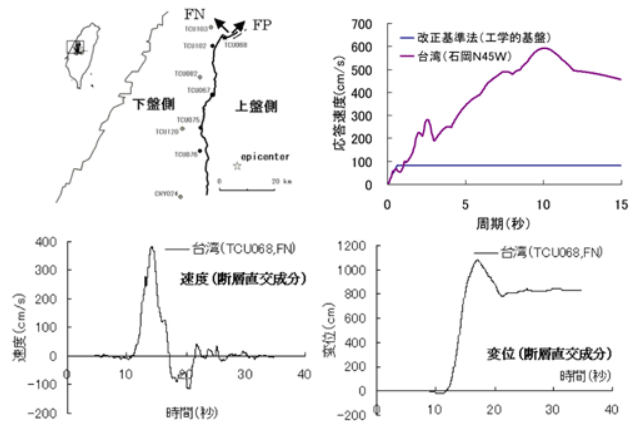 FN
FP
TCU103
TCU068
TCU102
TCU082
TCU067
下盤側
上盤側
TCU075
TCU120
TCU076
epicenter
CHY024
0 20 km
700
600
500
400
300
200
100
0
応答速度(cm/s)
改正基準法(工学的基盤)
台湾(石岡N45W)
0 5 10 15
周期(秒)
400
300
200
100
0
-100
-200
速度(cm/s)
台湾(TCU068,FN)
速度(断層直交成分)
0 10 20 30 40
時間(秒)
1200
1000
800
600
400
200
0
-200
変位(cm)
台湾(TCU068,FN)
変位(断層直交成分)
時間(秒)
0 10 20 30 40